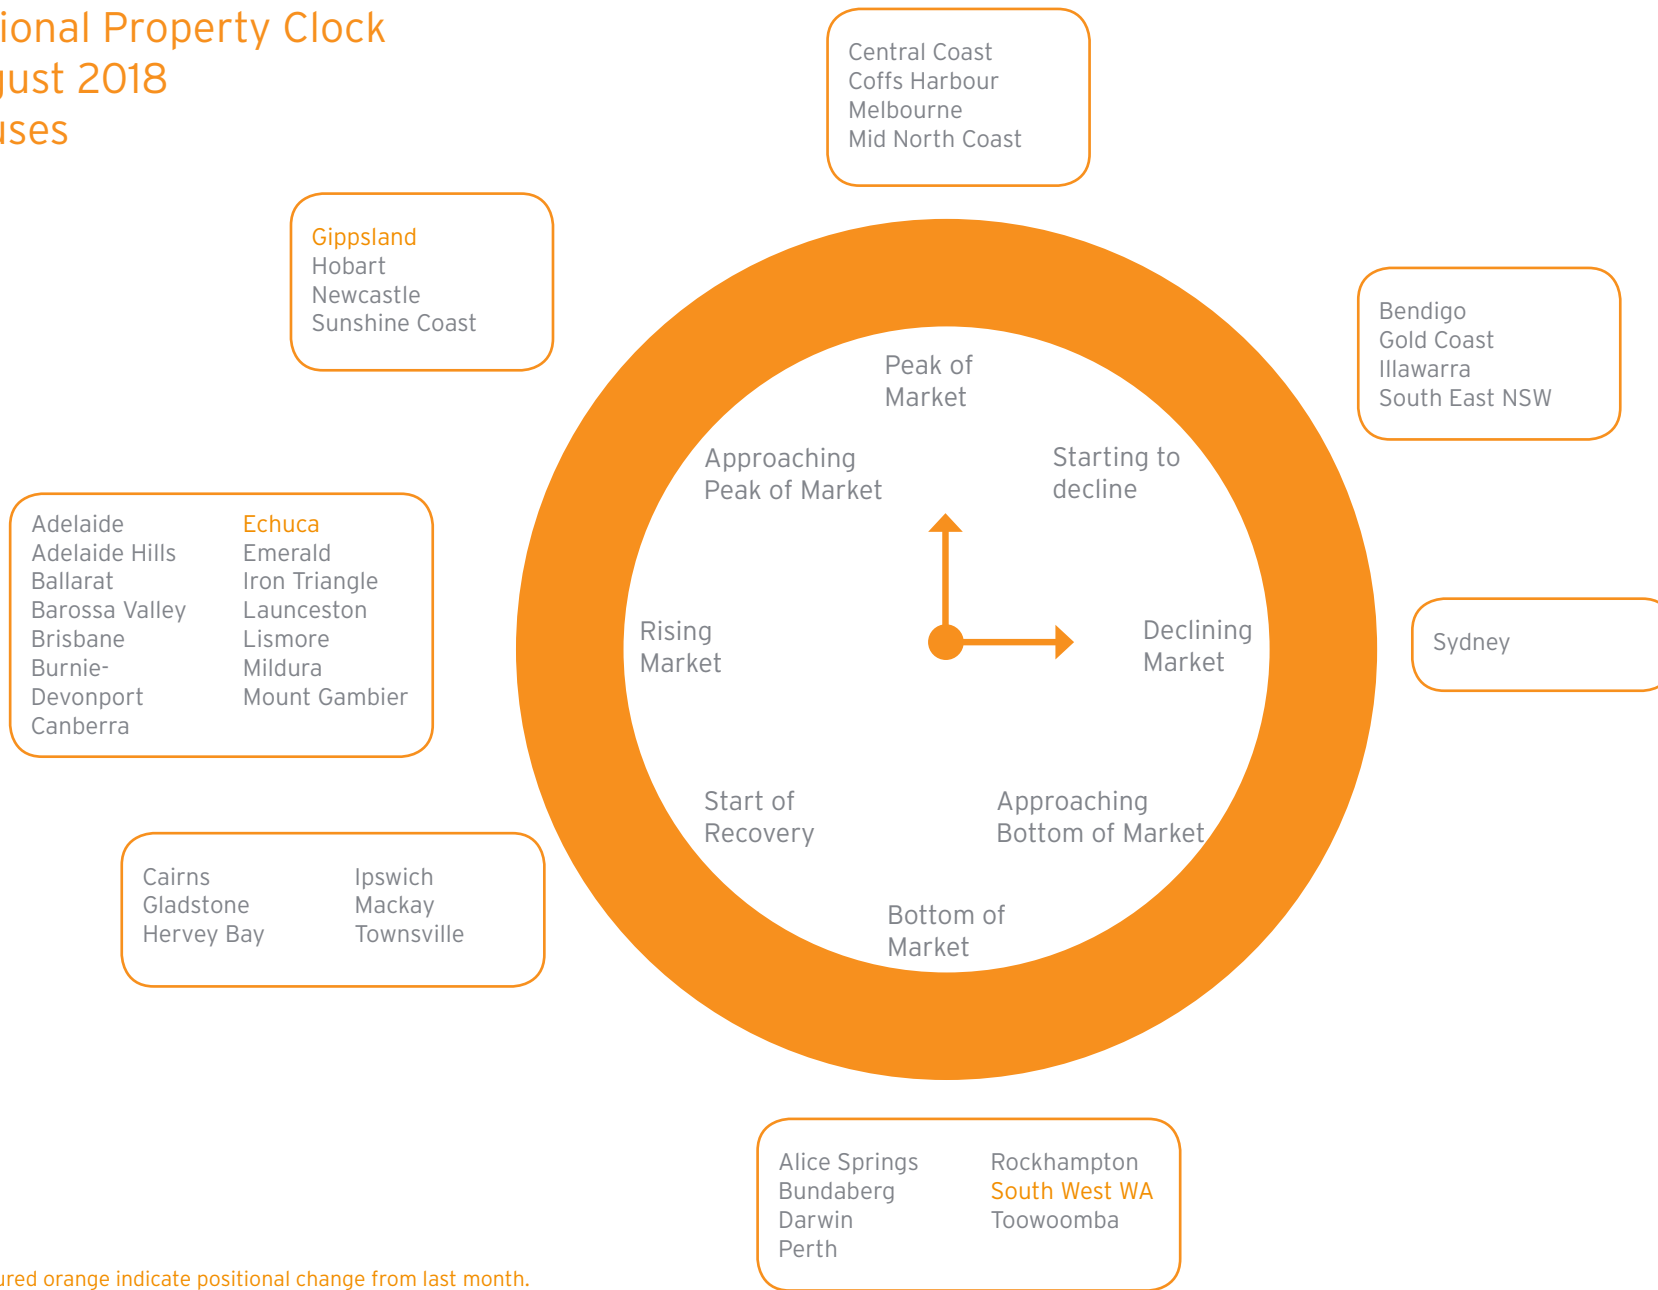 ional Property Clock
gust 2018
uses
Central Coast
Coffs Harbour
Melbourne
Mid North Coast
Gippsland
Hobart
Newcastle
Sunshine Coast
Bendigo
Gold Coast
Illawarra
South East NSW
Peak of
Market
Approaching
Peak of Market
Starting to
decline
Adelaide
Adelaide Hills
Ballarat
Barossa Valley
Brisbane
Burnie-
Devonport
Canberra
Echuca
Emerald
Iron Triangle
Launceston
Lismore
Mildura
Mount Gambier
Rising
Market
Declining
Market
Sydney
Start of
Recovery
Approaching
Bottom of Market
Cairns
Gladstone
Hervey Bay
Ipswich
Mackay
Townsville
Bottom of
Market
Alice Springs
Bundaberg
Darwin
Perth
Rockhampton
South West WA
Toowoomba
ured orange indicate positional change from last month.